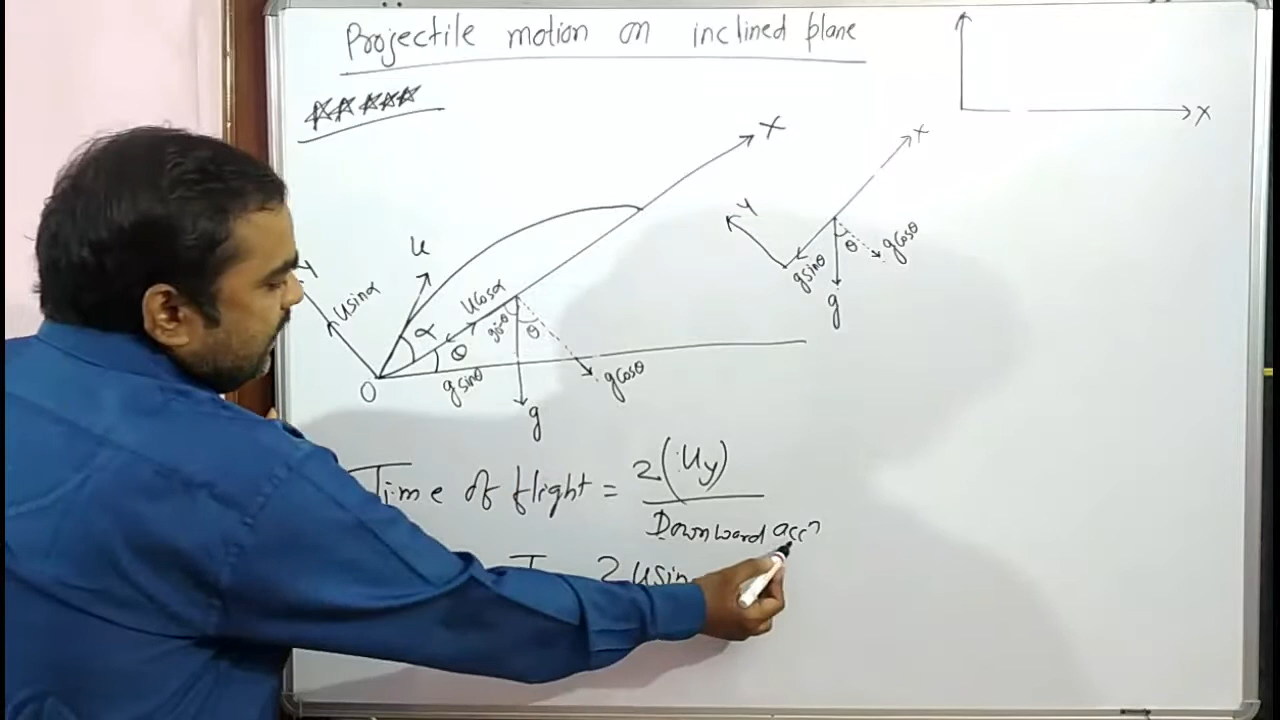 Projectile motion on inclined plane
X
X
X
Y
θ
gcosθ
gsinθ
g
u
Y
usinα
ucosα
α
θ
gsinθ
θ
gsinθ
gcosθ
O
g
Time of flight = 2(uy)
Downward accn
T 2usin